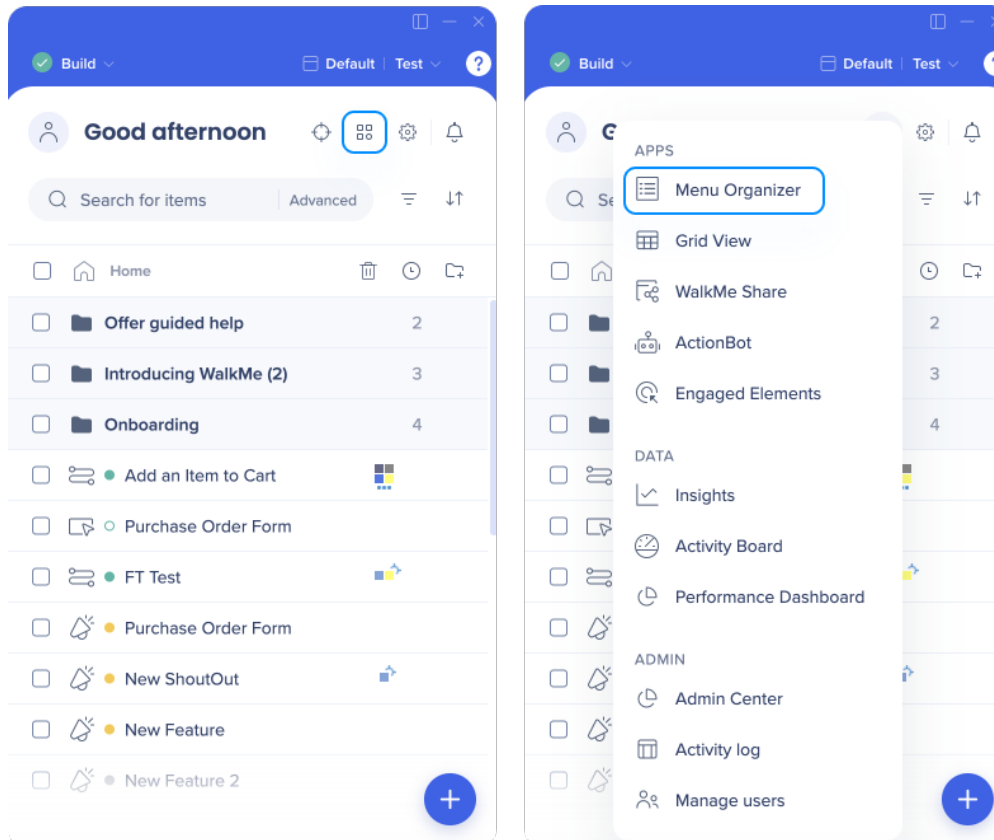 Build
Default | Test
?
Good afternoon
Search for items
Advanced
Home
Offer guided help 2
Introducing WalkMe (2) 3
Onboarding 4
Add an Item to Cart
Purchase Order Form
FT Test
Purchase Order Form
New ShoutOut
New Feature
New Feature 2
Build
Default | Test
?
G
Se
APPS
Menu Organizer
Grid View
WalkMe Share
ActionBot
Engaged Elements
DATA
Insights
Activity Board
Performance Dashboard
ADMIN
Admin Center
Activity log
Manage users
2
3
4